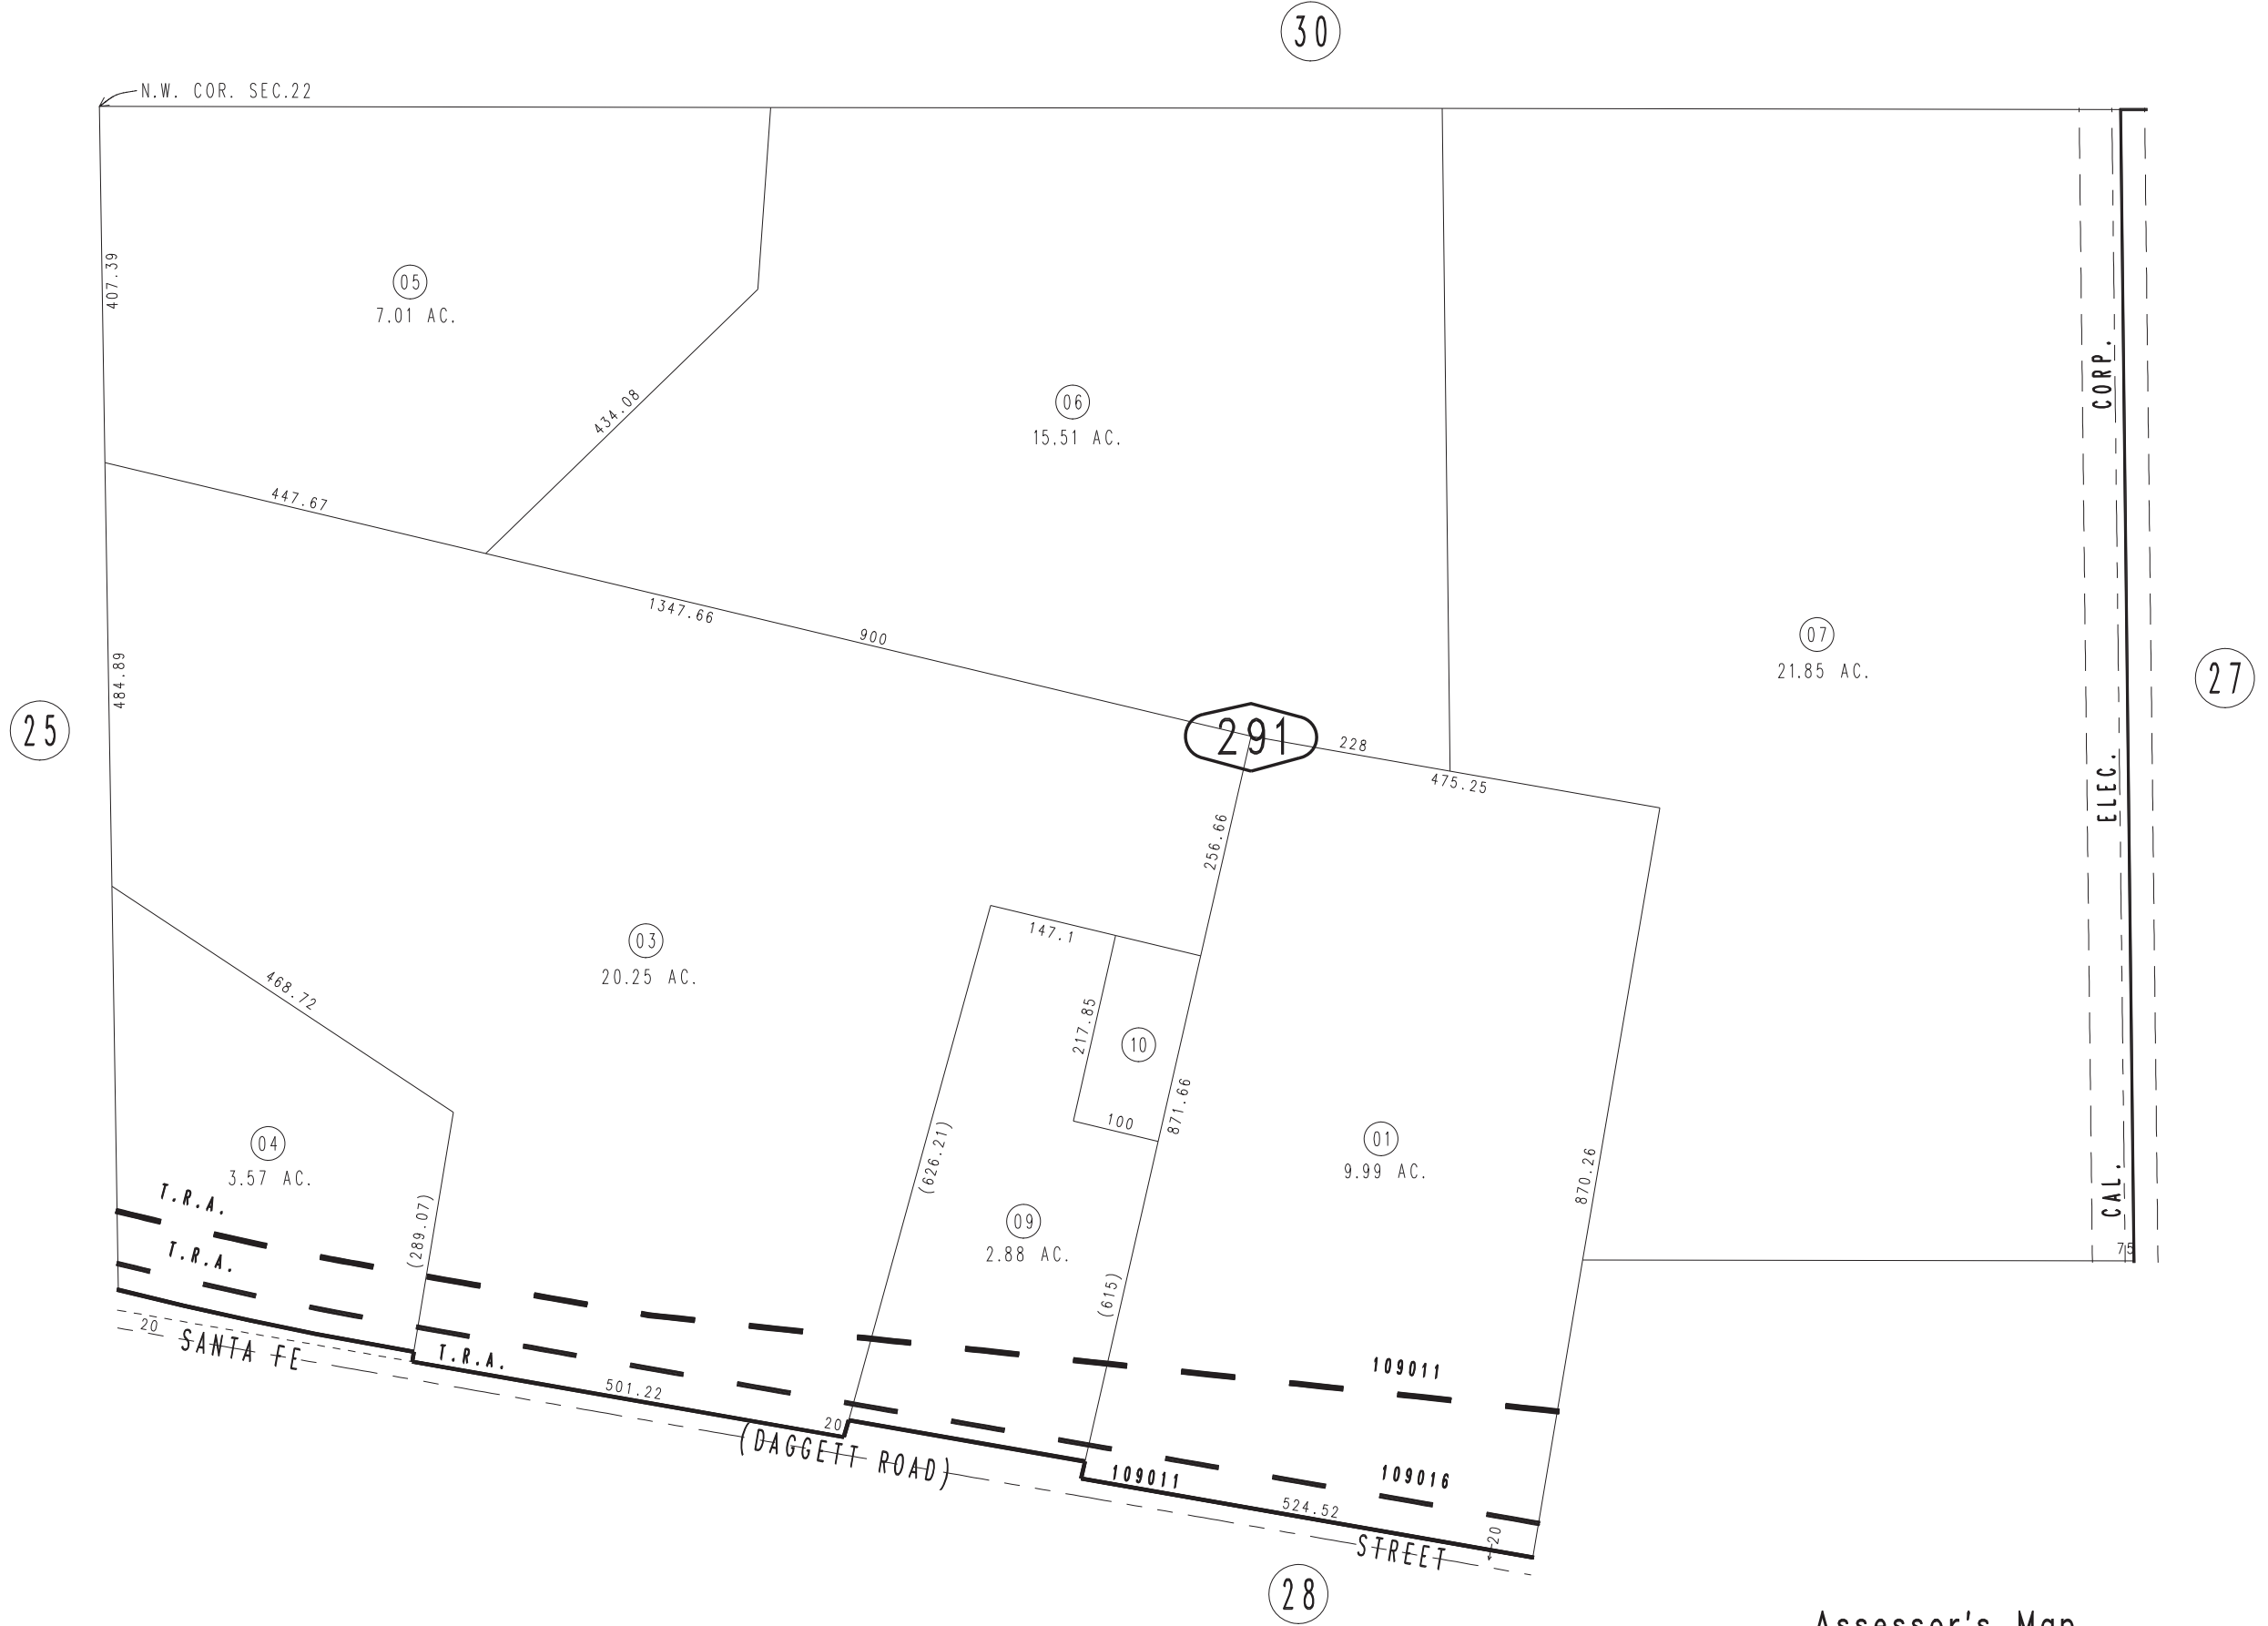 30
N.W. COR. SEC.22
407.39
05
7.01 AC.
434.08
06
15.51 AC.
CORP.
447.67
1347.66
900
07
21.85 AC.
27
484.89
25
291
228
475.25
ELEC.
256.66
147.1
03
20.25 AC.
468.72
217.85
10
100
871.66
01
9.99 AC.
870.26
04
3.57 AC.
T.R.A.
T.R.A.
(289.07)
(626.21)
09
2.88 AC.
(615)
CAL.
75
20
SANTA FE
T.R.A.
501.22
20
(DAGGETT ROAD)
109011
109011
109016
524.52
20
STREET
28
Assessor's Map